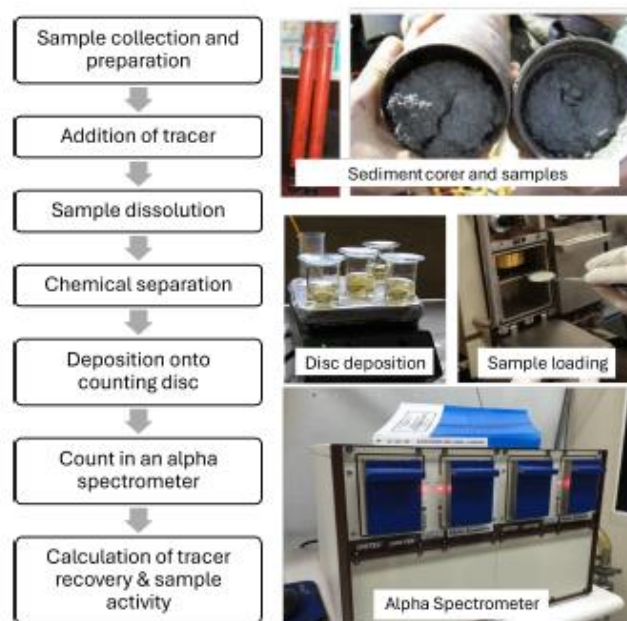 Sample collection and
preparation
Addition of tracer
Sample dissolution
Chemical separation
Deposition onto
counting disc
Count in an alpha
spectrometer
Calculation of tracer
recovery & sample
activity
Sediment corer and samples
Disc deposition
Sample loading
Alpha Spectrometer